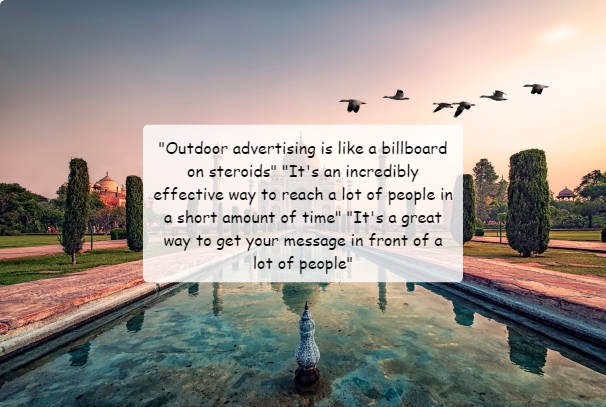 "Outdoor advertising is like a billboard
on steroids" "It's an incredibly
effective way to reach a lot of people in
a short amount of time" "It's a great
way to get your message in front of a
lot of people"